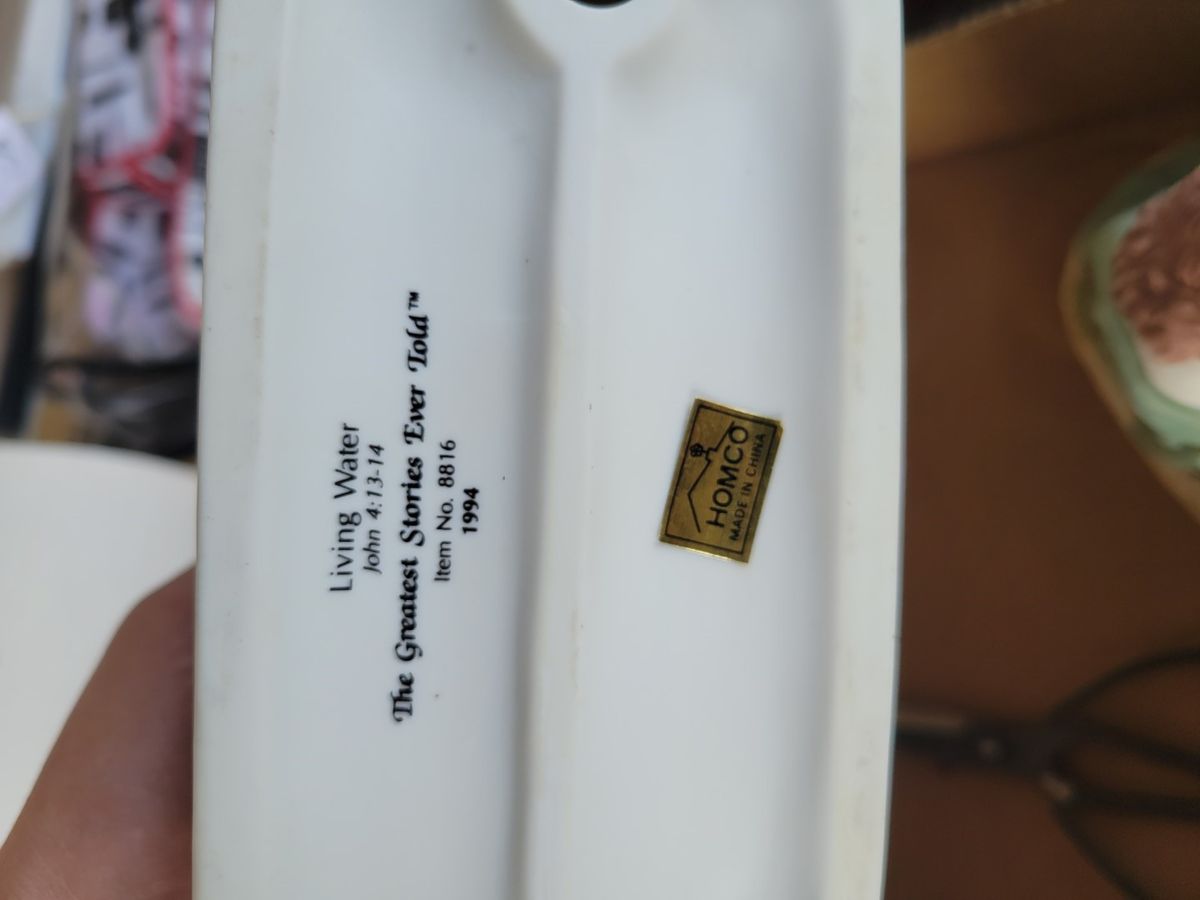 Living Water
John 4:13-14
The Greatest Stories Ever Told™
Item No. 8816
1994
HOMCO
MADE IN CHINA